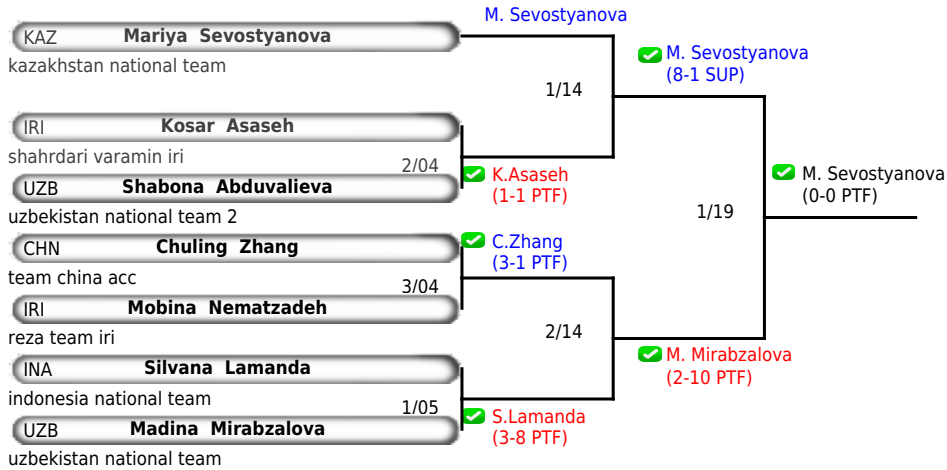 M. Sevostyanova
KAZ Mariya Sevostyanova
kazakhstan national team
M. Sevostyanova
(8-1 SUP)
1/14
IRI Kosar Asaseh
shahrdari varamin iri
2/04
K.Asaseh
(1-1 PTF)
UZB Shabona Abduvalieva
uzbekistan national team 2
M. Sevostyanova
(0-0 PTF)
1/19
CHN Chuling Zhang
team china acc
C.Zhang
(3-1 PTF)
3/04
IRI Mobina Nematzadeh
reza team iri
2/14
M. Mirabzalova
(2-10 PTF)
INA Silvana Lamanda
indonesia national team
1/05
S.Lamanda
(3-8 PTF)
UZB Madina Mirabzalova
uzbekistan national team